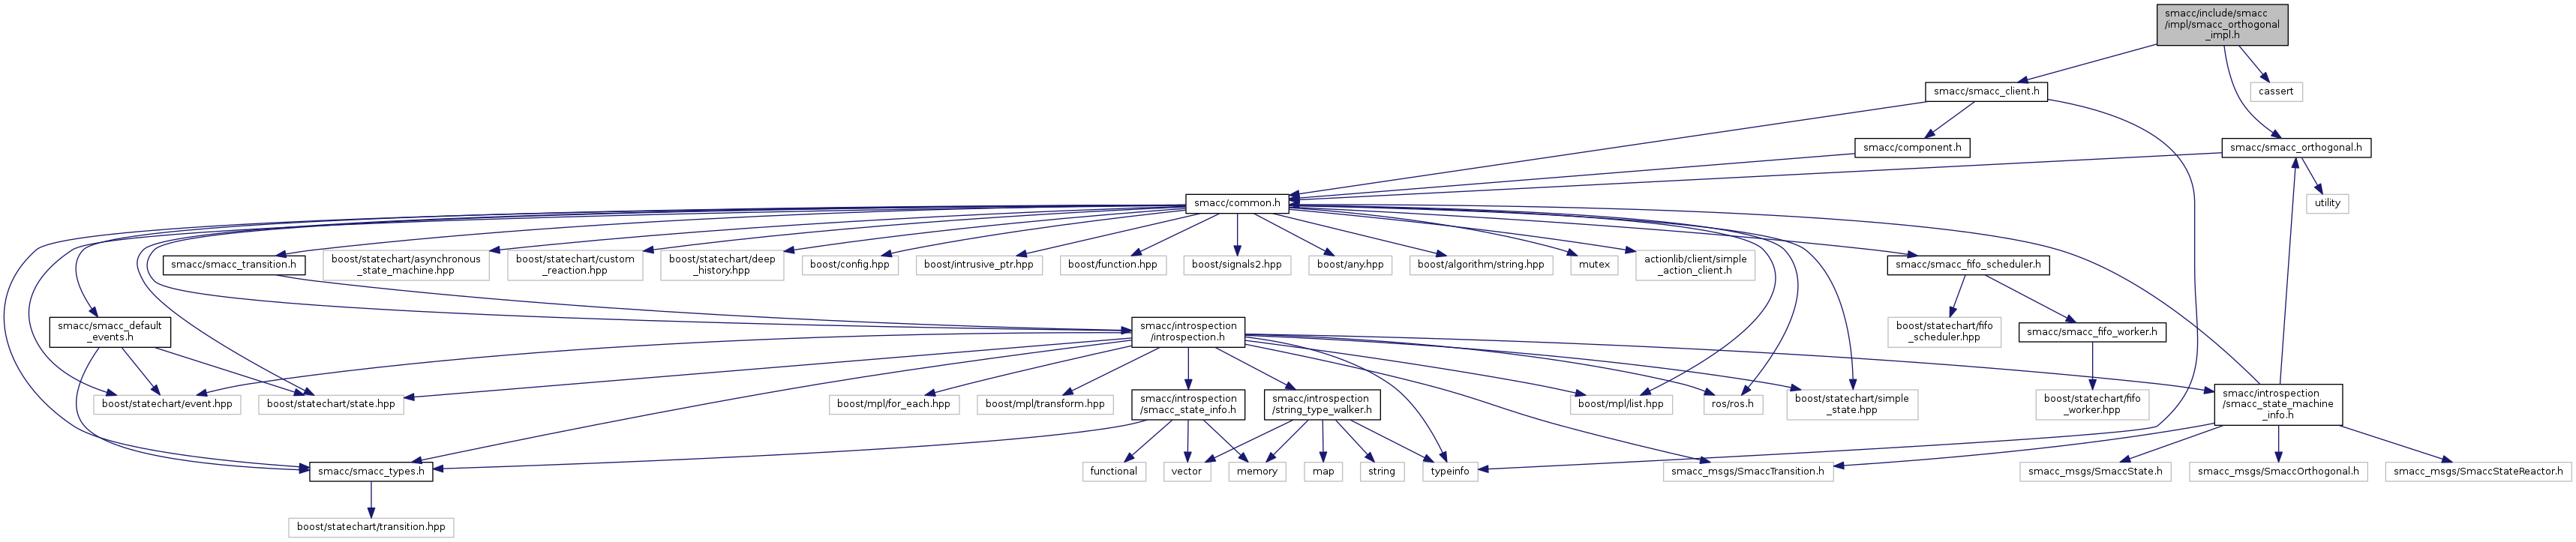 smacc/include/smacc
/impl/smacc_orthogonal
_impl.h
smacc/smacc_client.h
cassert
smacc/component.h
smacc/smacc_orthogonal.h
smacc/common.h
utility
smacc/smacc_transition.h
boost/statechart/asynchronous
_state_machine.hpp
boost/statechart/custom
_reaction.hpp
boost/statechart/deep
_history.hpp
boost/config.hpp
boost/intrusive_ptr.hpp
boost/function.hpp
boost/signals2.hpp
boost/any.hpp
boost/algorithm/string.hpp
mutex
actionlib/client/simple
_action_client.h
smacc/smacc_fifo_scheduler.h
smacc/smacc_default
_events.h
smacc/introspection
/introspection.h
boost/statechart/fifo
_scheduler.hpp
smacc/smacc_fifo_worker.h
boost/statechart/event.hpp
boost/statechart/state.hpp
boost/mpl/for_each.hpp
boost/mpl/transform.hpp
smacc/introspection
/smacc_state_info.h
smacc/introspection
/string_type_walker.h
boost/mpl/list.hpp
ros/ros.h
boost/statechart/simple
_state.hpp
boost/statechart/fifo
_worker.hpp
smacc/introspection
/smacc_state_machine
_info.h
smacc/smacc_types.h
functional
vector
memory
map
string
typeinfo
smacc_msgs/SmaccTransition.h
smacc_msgs/SmaccState.h
smacc_msgs/SmaccOrthogonal.h
smacc_msgs/SmaccStateReactor.h
boost/statechart/transition.hpp